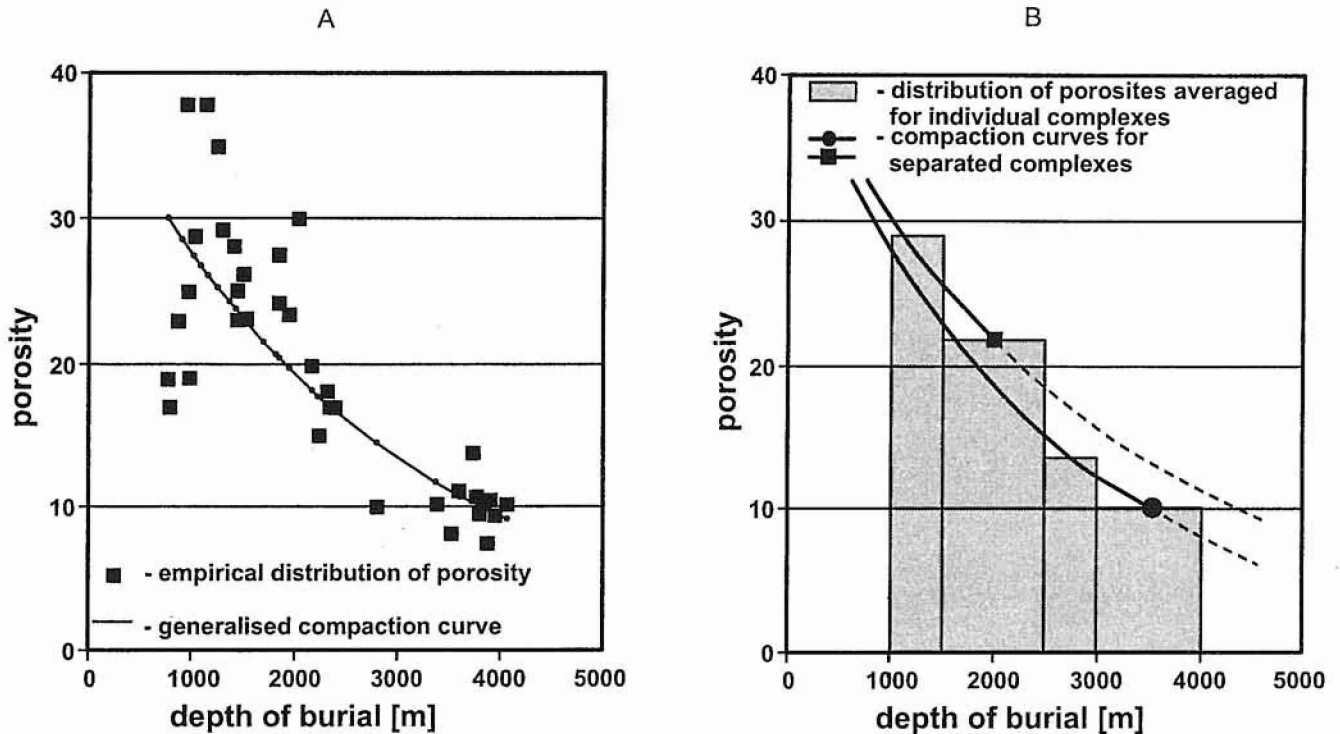 A
40
30
20
10
0
porosity
- empirical distribution of porosity
- generalised compaction curve
0 1000 2000 3000 4000 5000
depth of burial [m]
B
40
30
20
10
0
porosity
- distribution of porosites averaged
for individual complexes
- compaction curves for
separated complexes
0 1000 2000 3000 4000 5000
depth of burial [m]